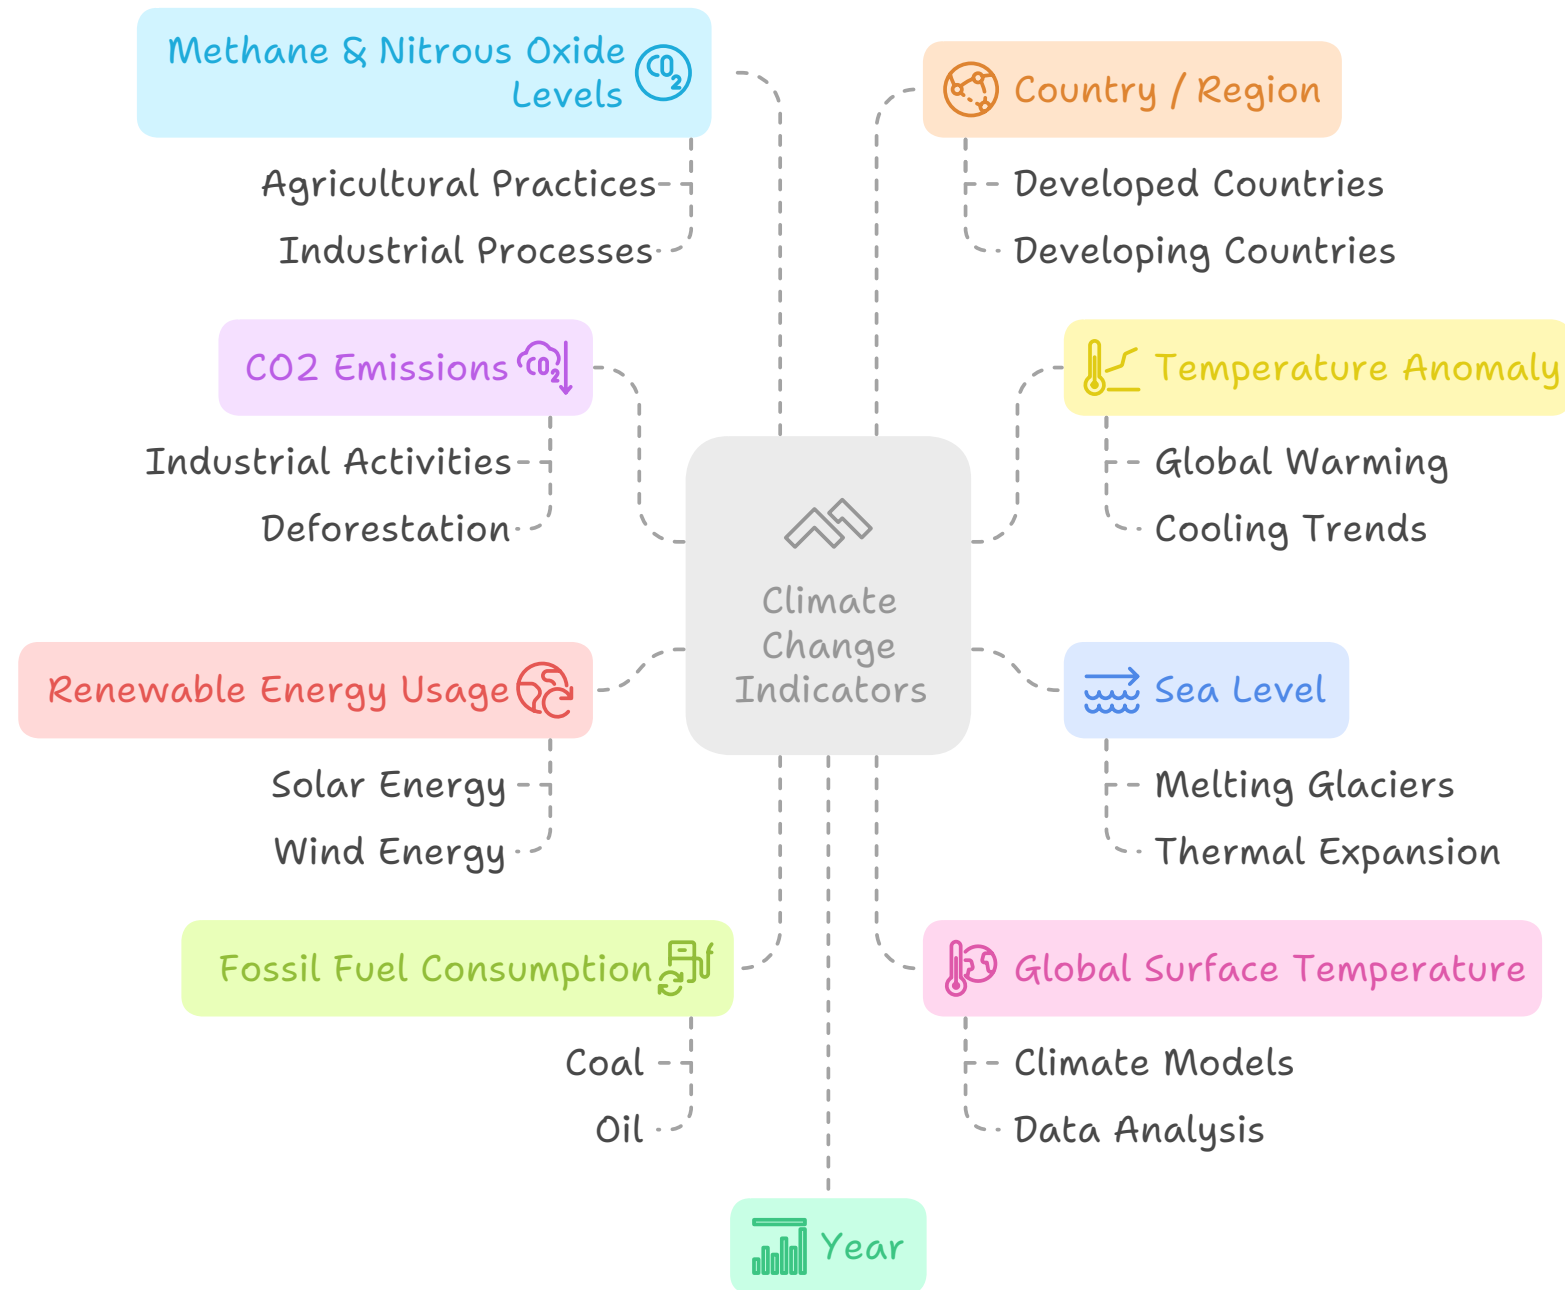 Methane & Nitrous Oxide
Levels
CO2
Agricultural Practices
Industrial Processes
Country / Region
Developed Countries
Developing Countries
CO2 Emissions
CO2
Industrial Activities
Deforestation
Temperature Anomaly
Global Warming
Cooling Trends
Climate
Change
Indicators
Renewable Energy Usage
Solar Energy
Wind Energy
Sea Level
Melting Glaciers
Thermal Expansion
Fossil Fuel Consumption
Coal
Oil
Global Surface Temperature
Climate Models
Data Analysis
Year